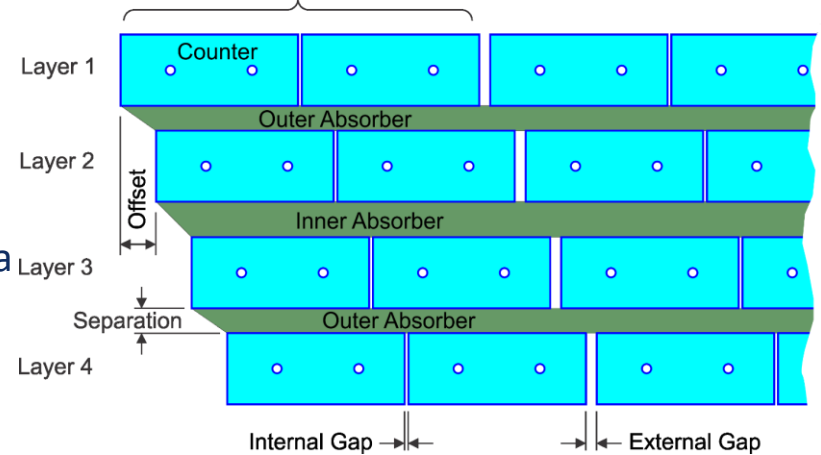 Layer 1
Counter
Outer Absorber
Layer 2
Offset
Inner Absorber
a
Layer 3
Separation
Outer Absorber
Layer 4
Internal Gap
External Gap